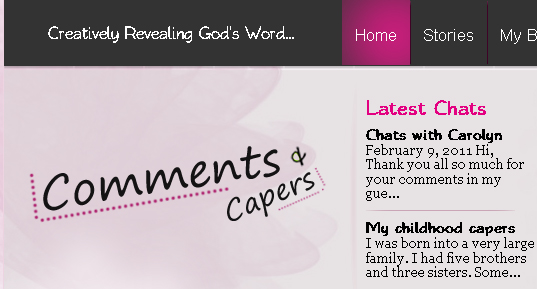 Creatively Revealing God's Word...
Home
Stories
My B
Comments &
Capers
Latest Chats
Chats with Carolyn
February 9, 2011 Hi,
Thank you all so much for
your comments in my
gue...
My childhood capers
I was born into a very large
family. I had five brothers
and three sisters. Some...